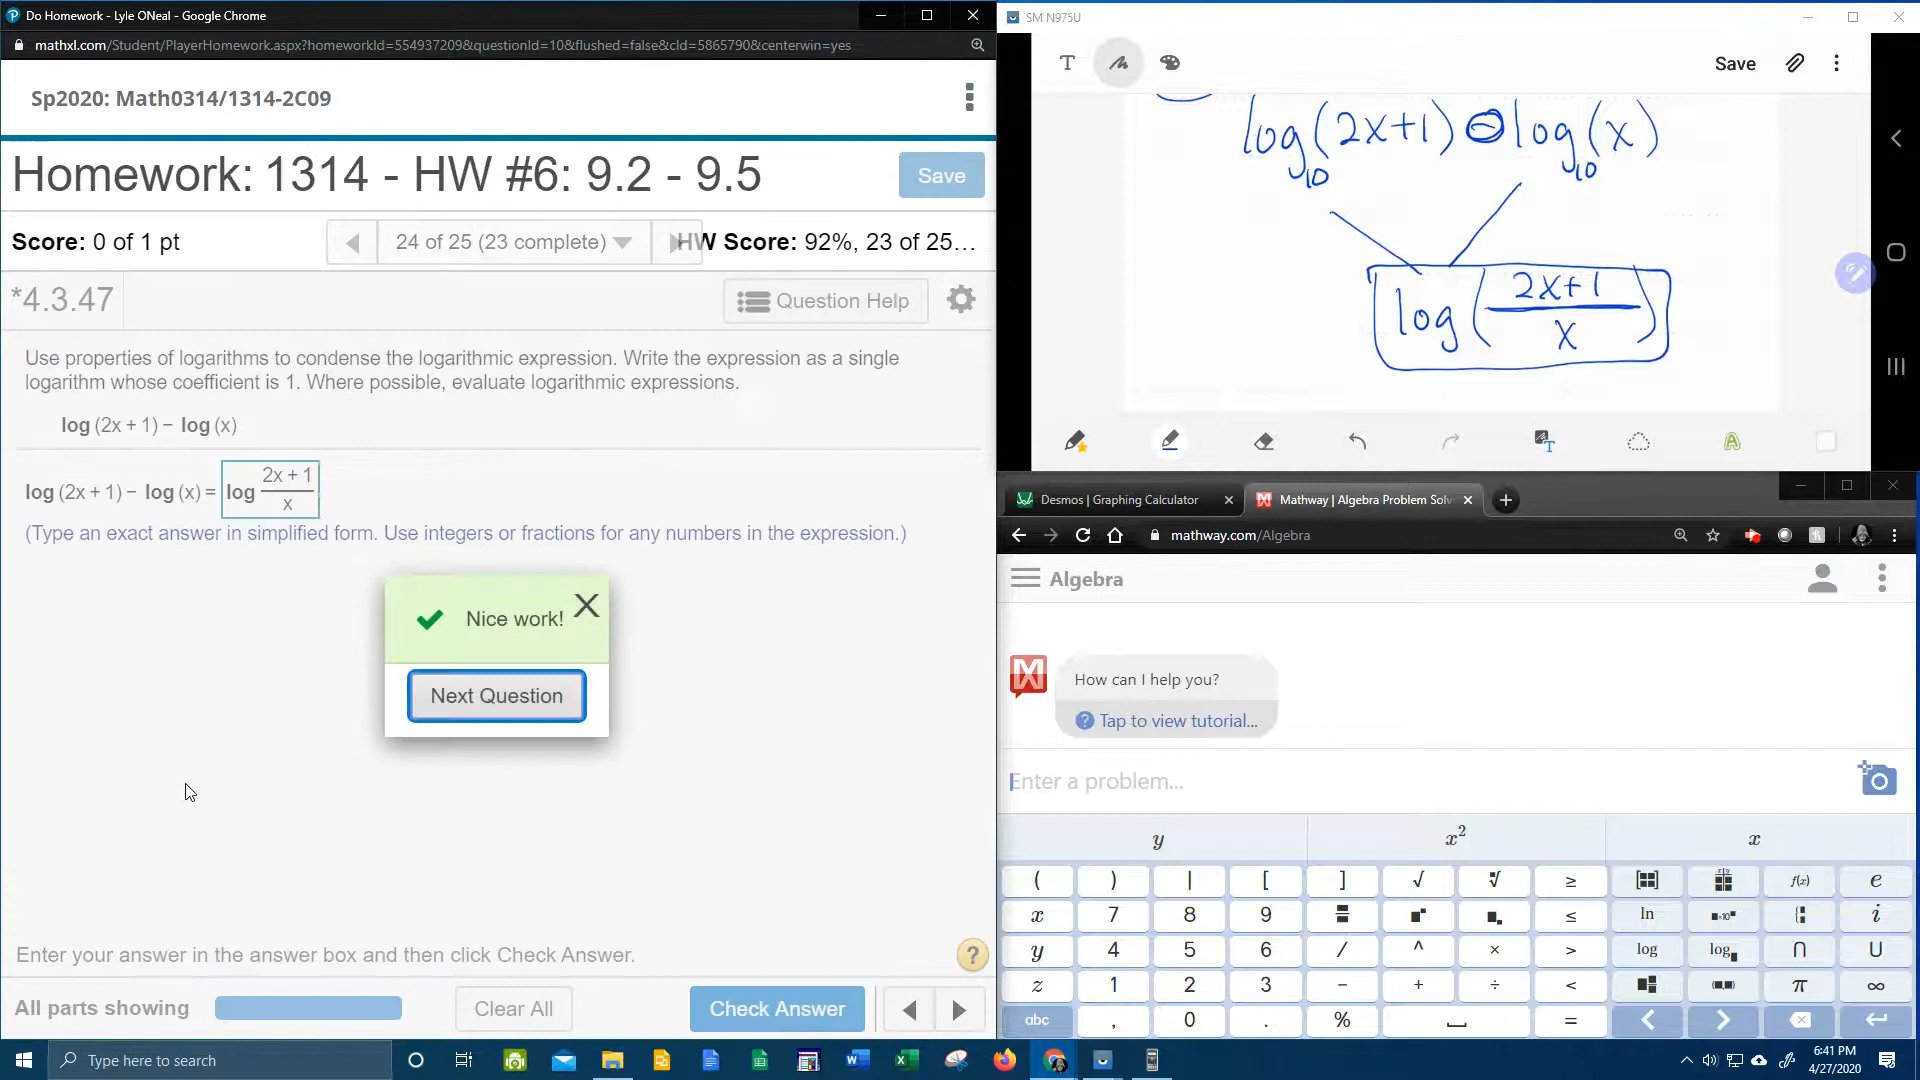 Do Homework - Lyle ONeal - Google Chrome
mathxl.com/Student/PlayerHomework.aspx?homeworkId=554937209&questionId=10&flushed=false&cId=5865790&centerwin=yes
Sp2020: Math0314/1314-2C09
Homework: 1314 - HW #6: 9.2 - 9.5
Save
Score: 0 of 1 pt
24 of 25 (23 complete)
HW Score: 92%, 23 of 25…
*4.3.47
Question Help
Use properties of logarithms to condense the logarithmic expression. Write the expression as a single
logarithm whose coefficient is 1. Where possible, evaluate logarithmic expressions.
log (2x + 1) − log (x)
log (2x + 1) − log (x) = log (2x + 1)/x
(Type an exact answer in simplified form. Use integers or fractions for any numbers in the expression.)
Nice work!
Next Question
Enter your answer in the answer box and then click Check Answer.
?
All parts showing
Clear All
Check Answer
SM N975U
T
Save
log₁₀(2x+1) − log₁₀(x)
log((2x+1)/x)
Desmos | Graphing Calculator
Mathway | Algebra Problem Solv
mathway.com/Algebra
Algebra
How can I help you?
Tap to view tutorial...
Enter a problem...
y x² x
( ) | [ ] √ ∛ ≥ f(x) e
x 7 8 9 ≤ ln i
y 4 5 6 / ^ × > log log ∩ U
z 1 2 3 − + ÷ < π ∞
abc , 0 . % =
Type here to search
6:41 PM
4/27/2020